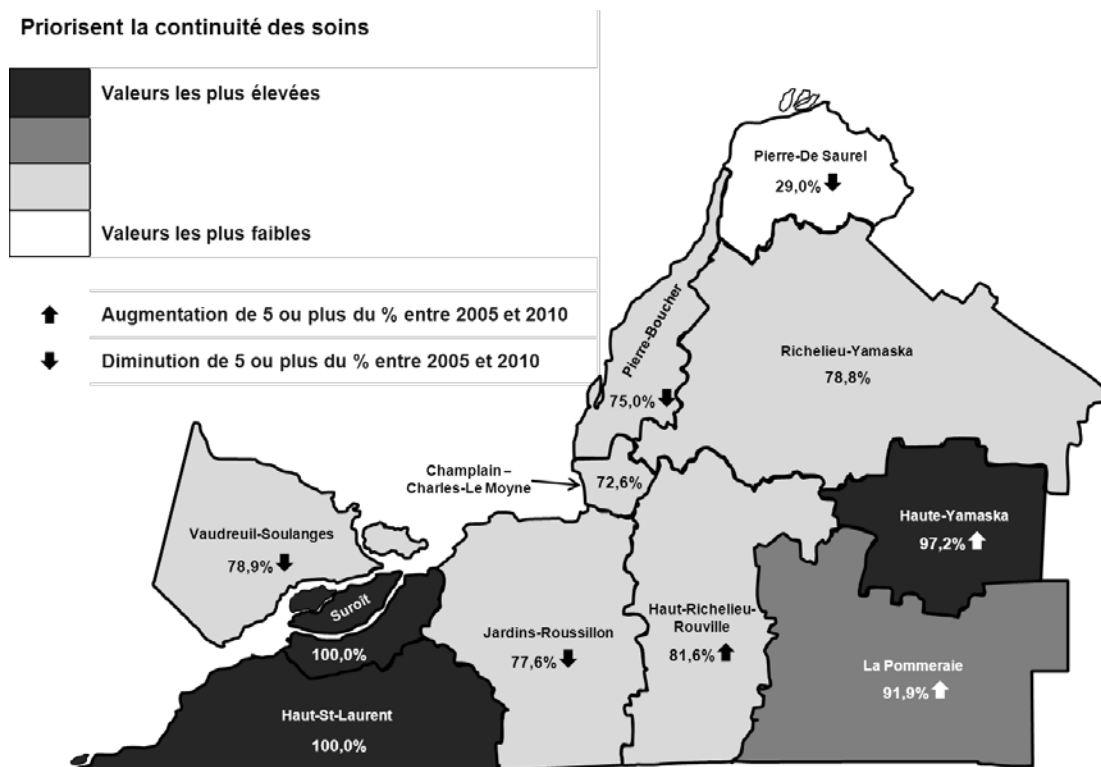 Priorisent la continuité des soins
Valeurs les plus élevées
Valeurs les plus faibles
Augmentation de 5 ou plus du % entre 2005 et 2010
Diminution de 5 ou plus du % entre 2005 et 2010
Pierre-De Saurel
29,0%
Pierre-Boucher
75,0%
Richelieu-Yamaska
78,8%
Champlain –
Charles-Le Moyne
72,6%
Haute-Yamaska
97,2%
Vaudreuil-Soulanges
78,9%
Suroît
100,0%
Jardins-Roussillon
77,6%
Haut-Richelieu-
Rouville
81,6%
La Pommeraie
91,9%
Haut-St-Laurent
100,0%